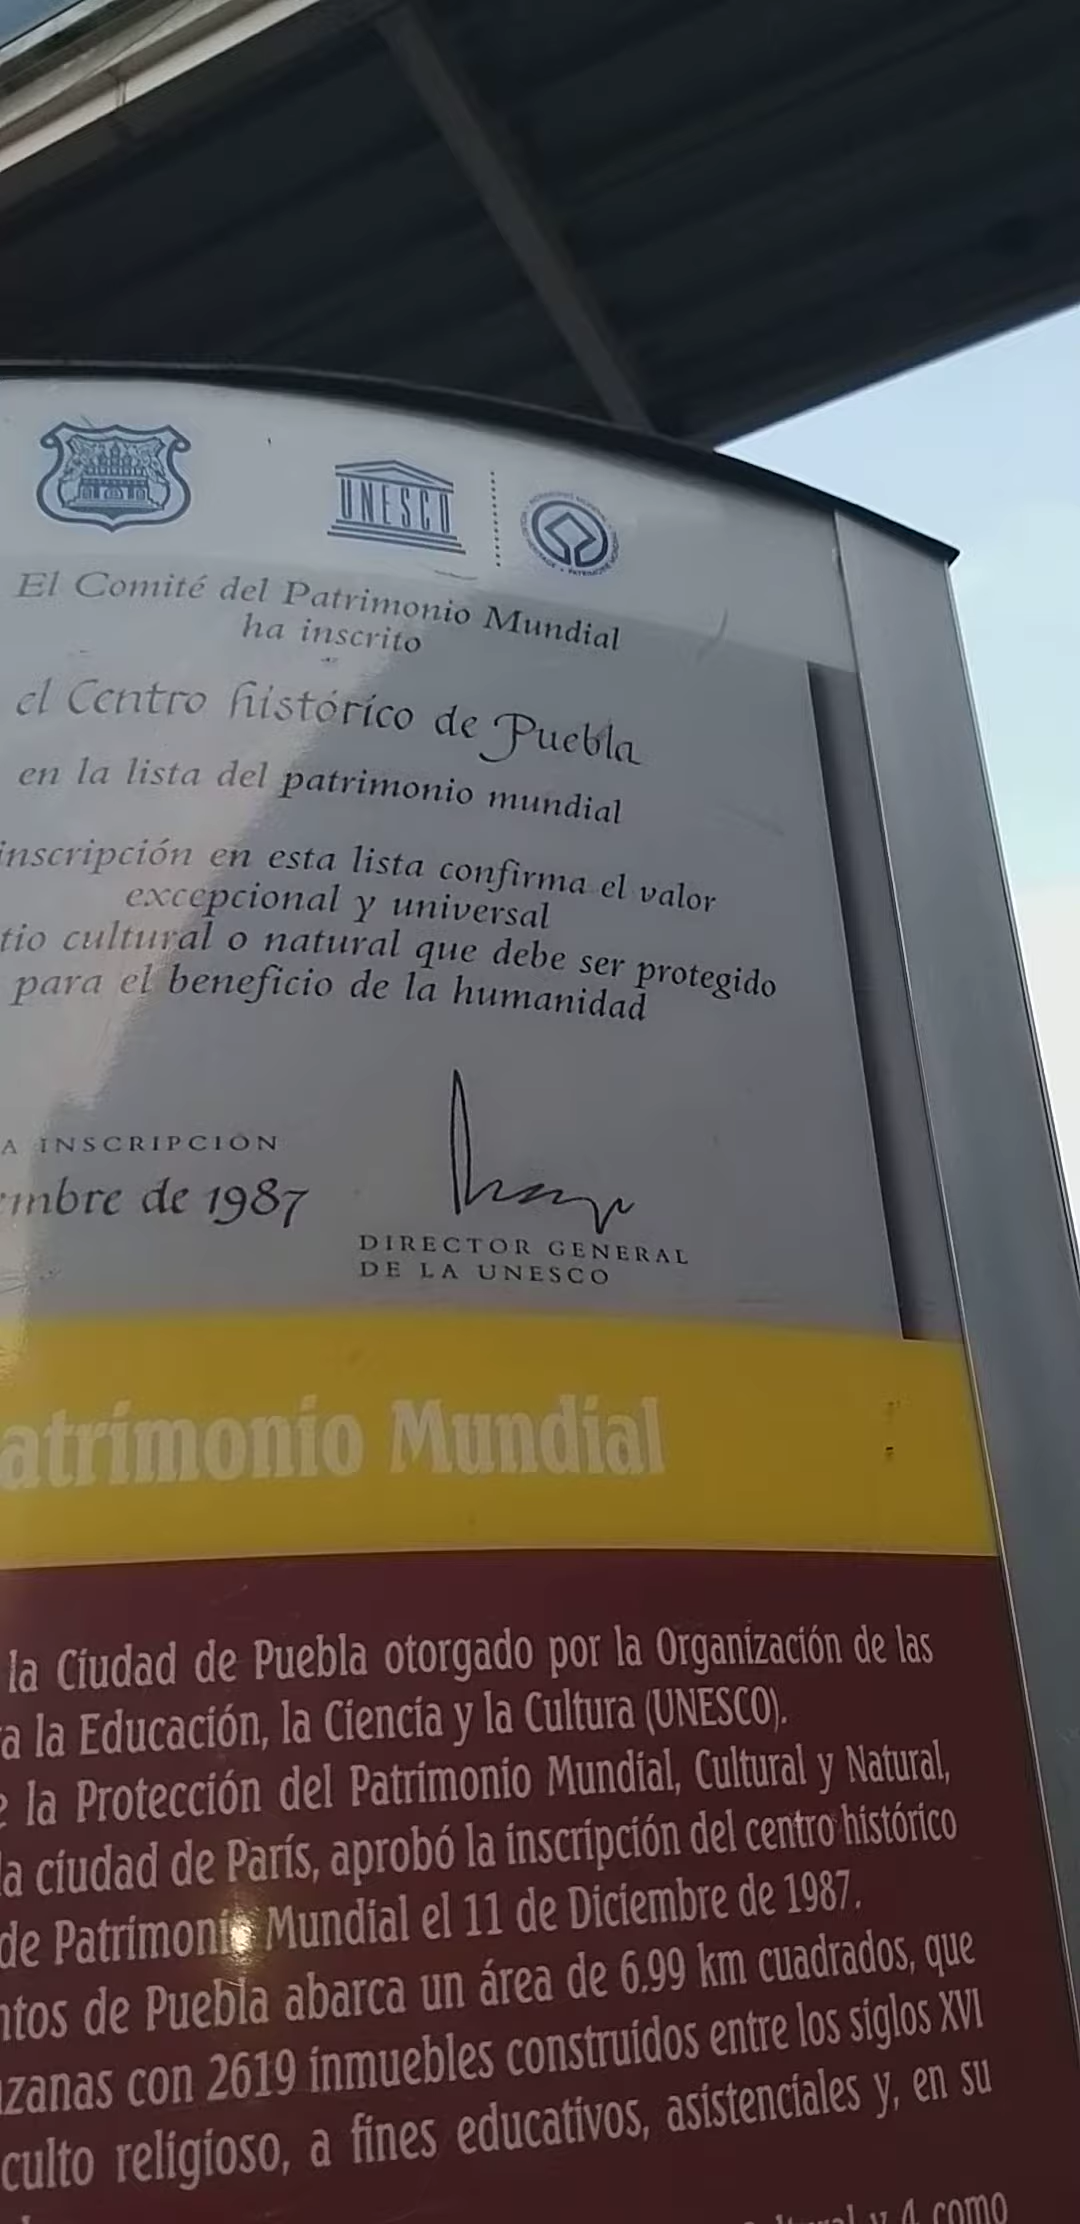 UNESCO
El Comité del Patrimonio Mundial
ha inscrito
el Centro histórico de Puebla
en la lista del patrimonio mundial
inscripción en esta lista confirma el valor
excepcional y universal
tio cultural o natural que debe ser protegido
para el beneficio de la humanidad
A INSCRIPCIÓN
embre de 1987
DIRECTOR GENERAL
DE LA UNESCO
atrimonio Mundial
la Ciudad de Puebla otorgado por la Organización de las
a la Educación, la Ciencia y la Cultura (UNESCO).
e la Protección del Patrimonio Mundial, Cultural y Natural,
la ciudad de París, aprobó la inscripción del centro histórico
de Patrimonio Mundial el 11 de Diciembre de 1987.
ntos de Puebla abarca un área de 6.99 km cuadrados, que
zanas con 2619 inmuebles construidos entre los siglos XVI
culto religioso, a fines educativos, asistenciales y, en su
y 4 como